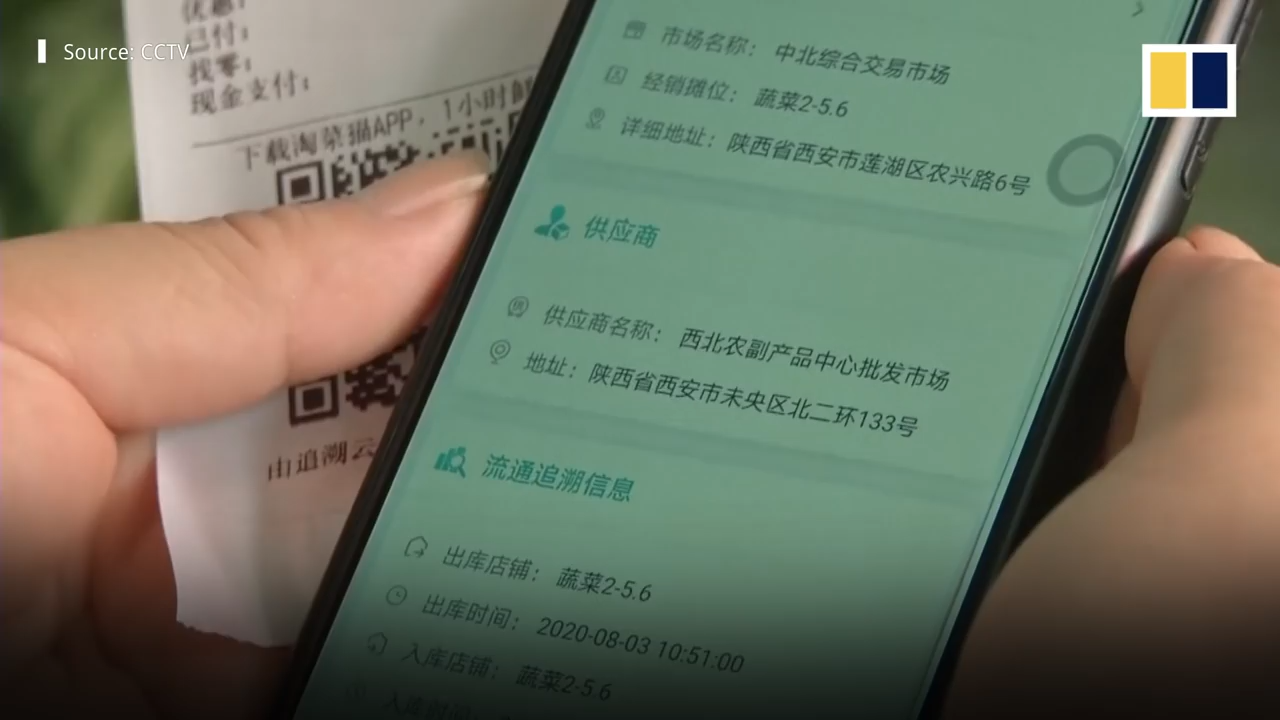 Source: CCTV
优惠:
已付:
找零:
现金支付:
下载淘菜猫APP，1小时鲜
由追溯云
市场名称： 中北综合交易市场
经销摊位： 蔬菜2-5.6
详细地址： 陕西省西安市莲湖区农兴路6号
供应商
供应商名称： 西北农副产品中心批发市场
地址： 陕西省西安市未央区北二环133号
流通追溯信息
出库店铺： 蔬菜2-5.6
出库时间： 2020-08-03 10:51:00
入库店铺： 蔬菜2-5.6